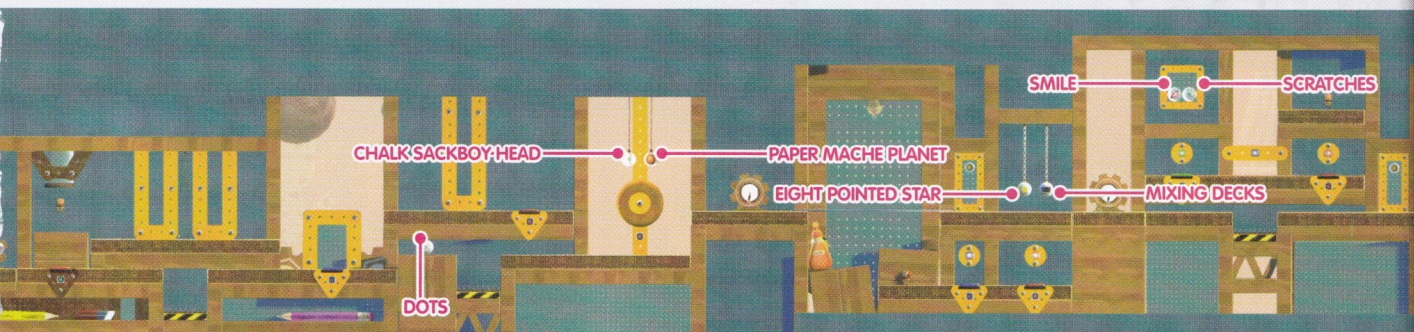 SMILE
SCRATCHES
CHALK SACKBOY HEAD
PAPER MACHE PLANET
EIGHT POINTED STAR
MIXING DECKS
DOTS